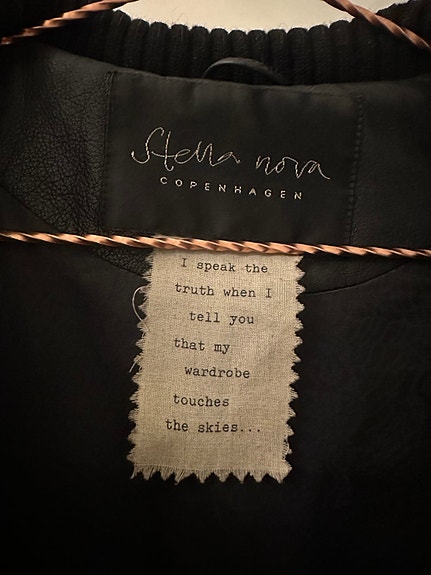 Stella nova
COPENHAGEN
I speak the
truth when I
tell you
that my
wardrobe
touches
the skies...